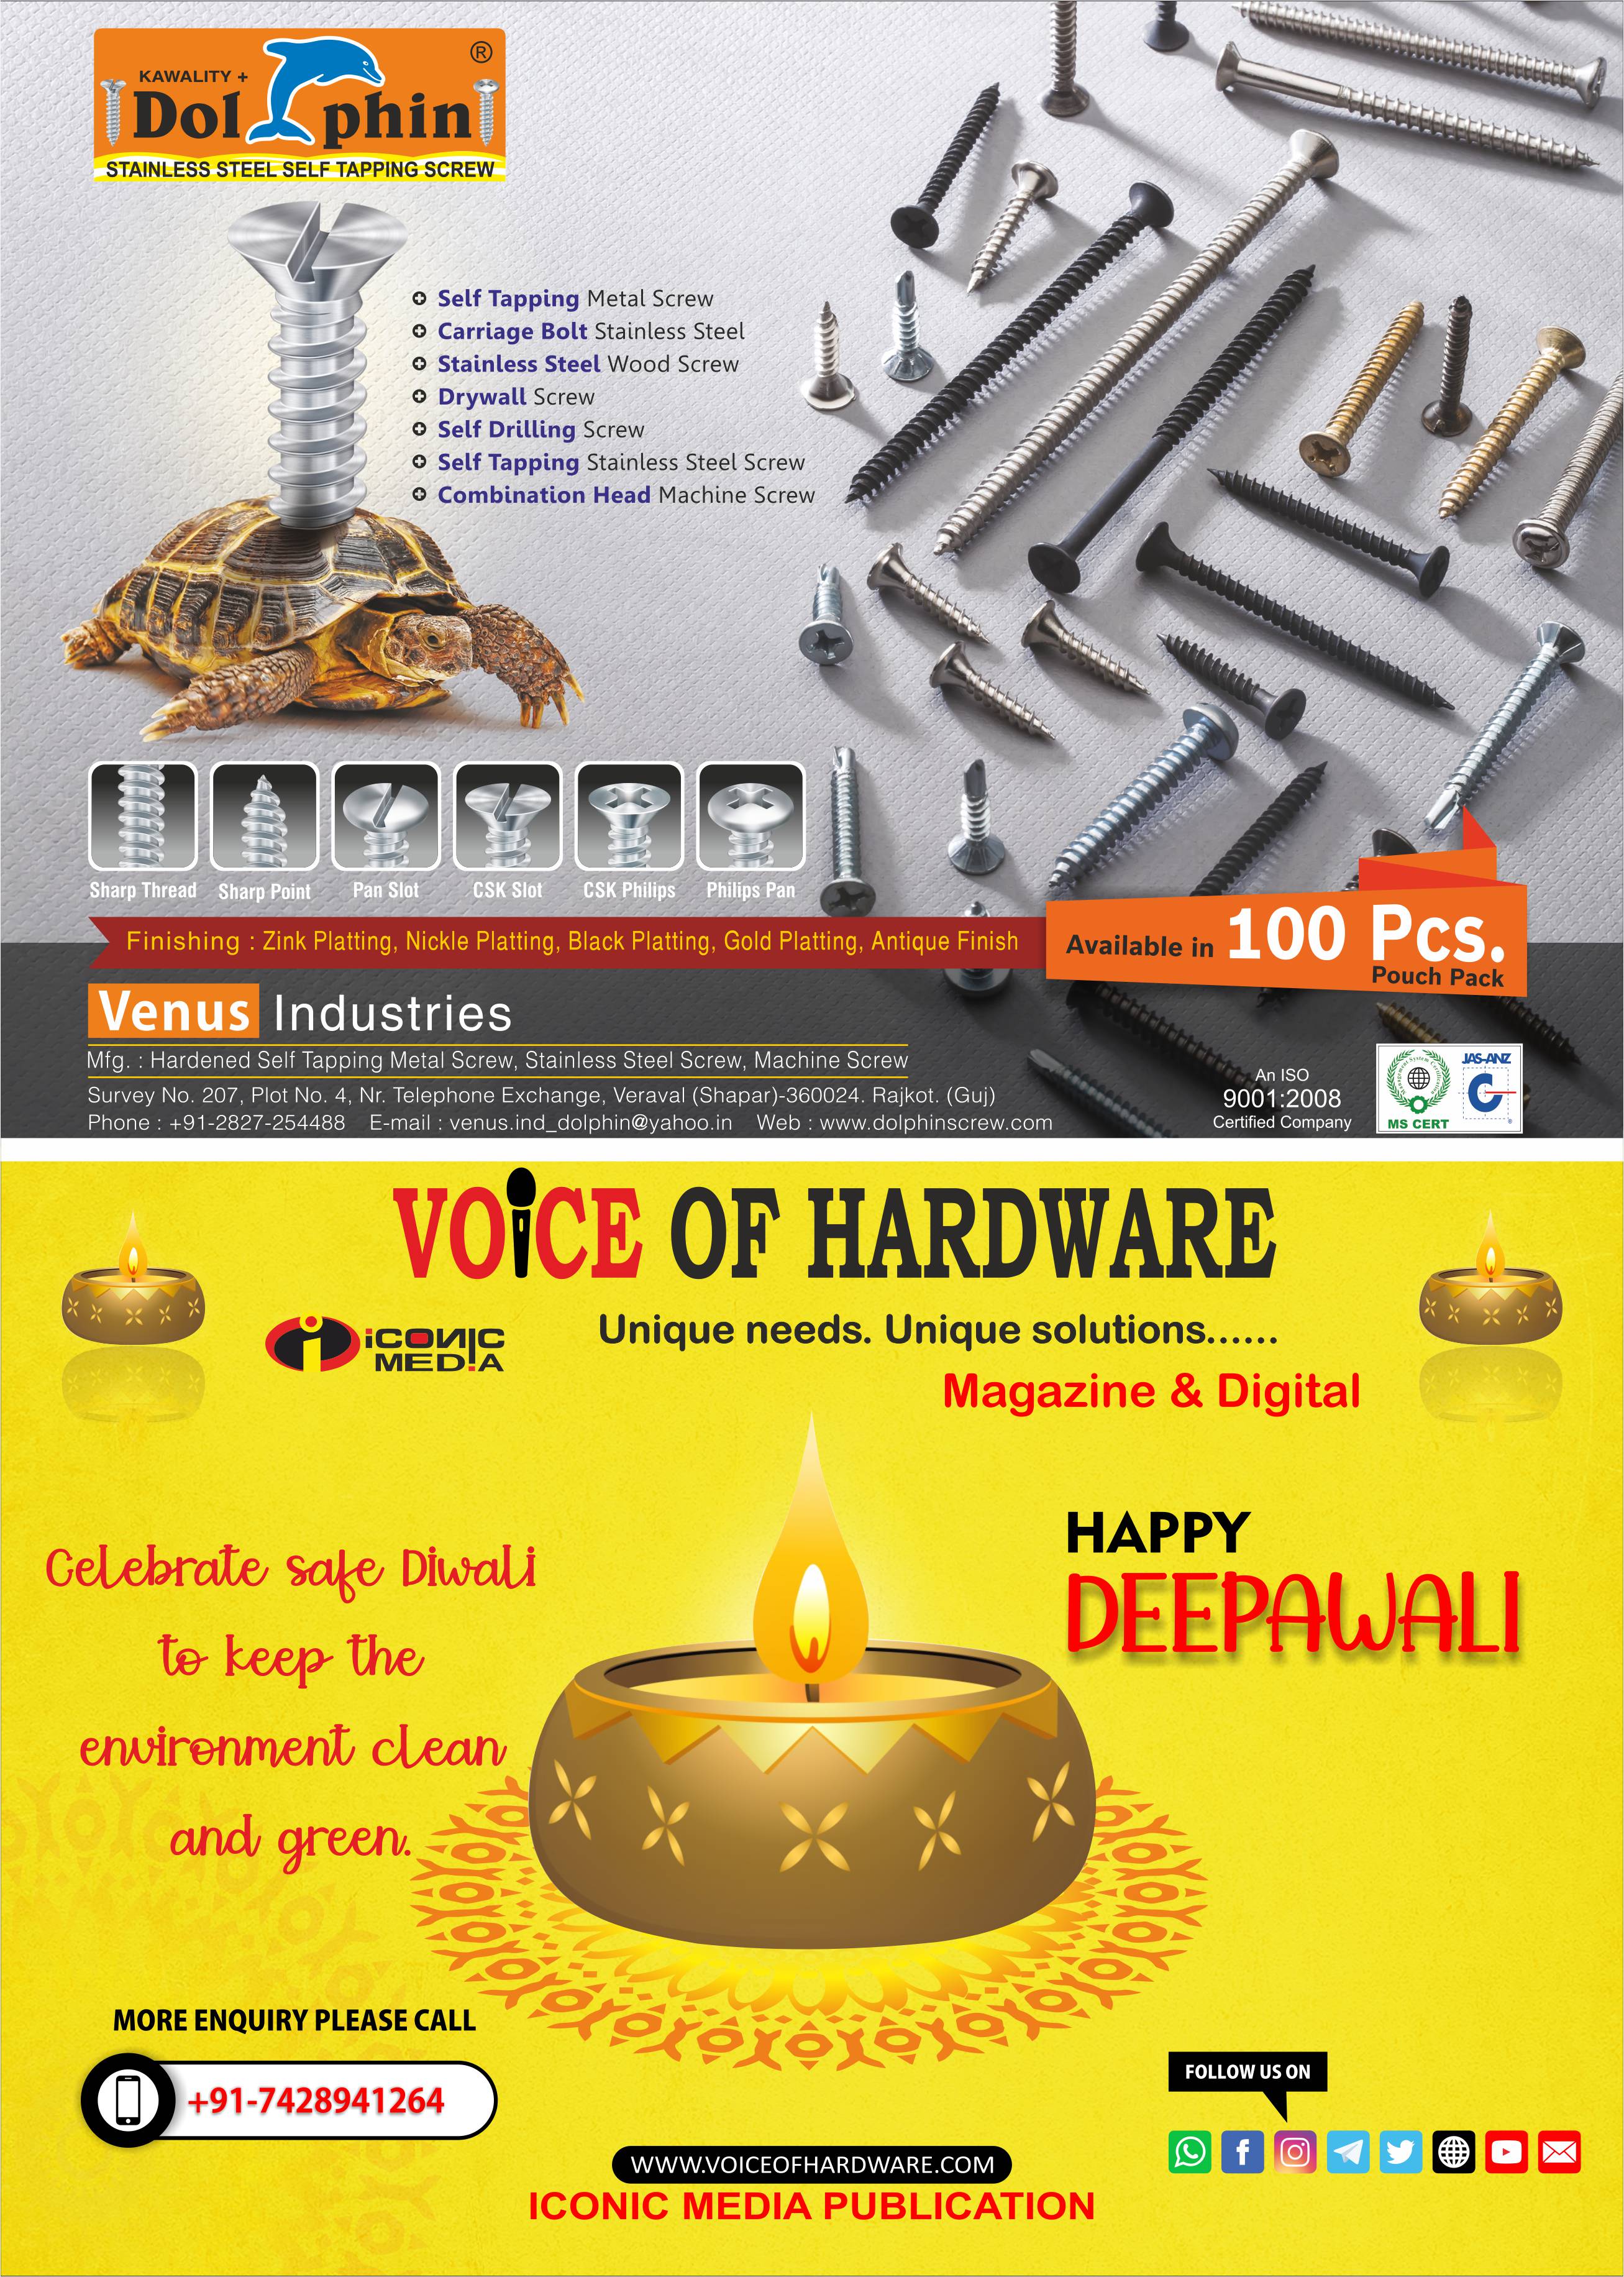 KAWALITY +
Dolphin ®
STAINLESS STEEL SELF TAPPING SCREW
Self Tapping Metal Screw
Carriage Bolt Stainless Steel
Stainless Steel Wood Screw
Drywall Screw
Self Drilling Screw
Self Tapping Stainless Steel Screw
Combination Head Machine Screw
Sharp Thread Sharp Point Pan Slot CSK Slot CSK Philips Philips Pan
Finishing : Zink Platting, Nickle Platting, Black Platting, Gold Platting, Antique Finish
Available in 100 Pcs.
Pouch Pack
Venus Industries
Mfg. : Hardened Self Tapping Metal Screw, Stainless Steel Screw, Machine Screw
Survey No. 207, Plot No. 4, Nr. Telephone Exchange, Veraval (Shapar)-360024. Rajkot. (Guj)
Phone : +91-2827-254488 E-mail : venus.ind_dolphin@yahoo.in Web : www.dolphinscrew.com
An ISO
9001:2008
Certified Company
MS CERT
JAS-ANZ
VOiCE OF HARDWARE
iCONIC
MEDIA
Unique needs. Unique solutions......
Magazine & Digital
HAPPY
DEEPAWALI
Celebrate safe Diwali
to keep the
environment clean
and green.
MORE ENQUIRY PLEASE CALL
+91-7428941264
FOLLOW US ON
WWW.VOICEOFHARDWARE.COM
ICONIC MEDIA PUBLICATION